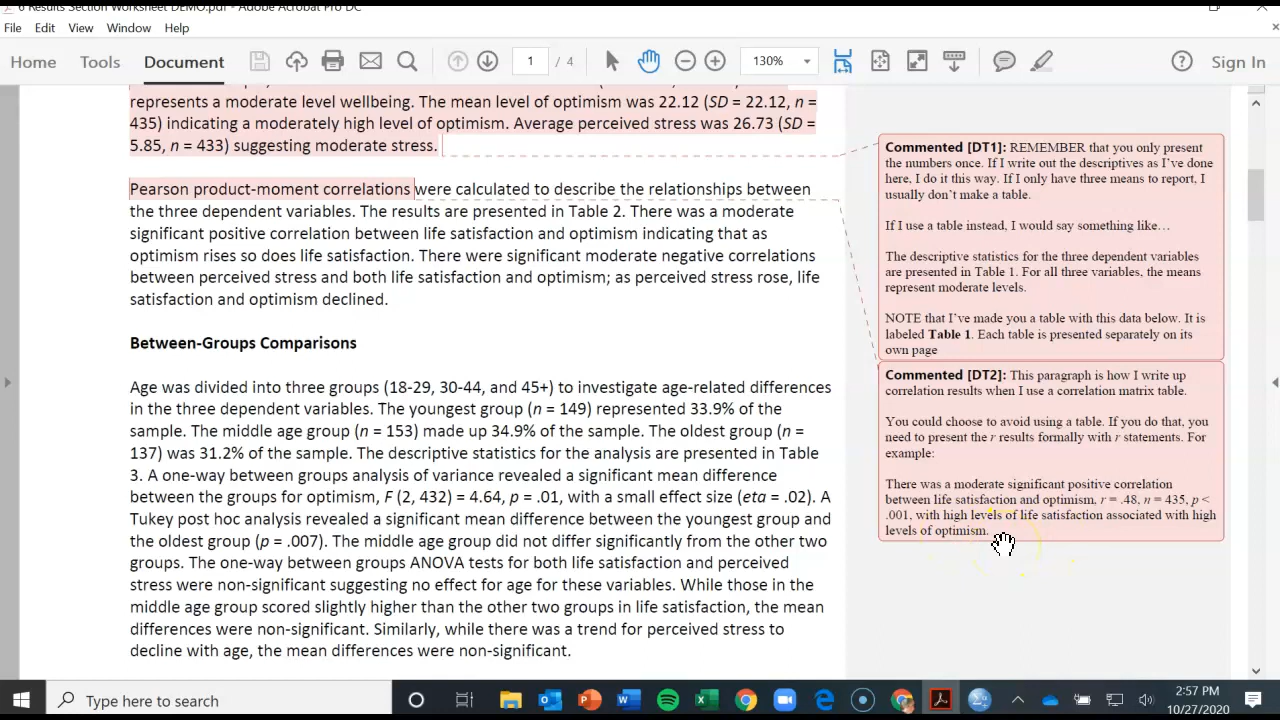 6 Results Section Worksheet DEMO.pdf - Adobe Acrobat Pro DC
File Edit View Window Help
Home Tools Document 1 / 4 130% Sign In
represents a moderate level wellbeing. The mean level of optimism was 22.12 (SD = 22.12, n =
435) indicating a moderately high level of optimism. Average perceived stress was 26.73 (SD =
5.85, n = 433) suggesting moderate stress.
Pearson product-moment correlations were calculated to describe the relationships between
the three dependent variables. The results are presented in Table 2. There was a moderate
significant positive correlation between life satisfaction and optimism indicating that as
optimism rises so does life satisfaction. There were significant moderate negative correlations
between perceived stress and both life satisfaction and optimism; as perceived stress rose, life
satisfaction and optimism declined.
Between-Groups Comparisons
Age was divided into three groups (18-29, 30-44, and 45+) to investigate age-related differences
in the three dependent variables. The youngest group (n = 149) represented 33.9% of the
sample. The middle age group (n = 153) made up 34.9% of the sample. The oldest group (n =
137) was 31.2% of the sample. The descriptive statistics for the analysis are presented in Table
3. A one-way between groups analysis of variance revealed a significant mean difference
between the groups for optimism, F (2, 432) = 4.64, p = .01, with a small effect size (eta = .02). A
Tukey post hoc analysis revealed a significant mean difference between the youngest group and
the oldest group (p = .007). The middle age group did not differ significantly from the other two
groups. The one-way between groups ANOVA tests for both life satisfaction and perceived
stress were non-significant suggesting no effect for age for these variables. While those in the
middle age group scored slightly higher than the other two groups in life satisfaction, the mean
differences were non-significant. Similarly, while there was a trend for perceived stress to
decline with age, the mean differences were non-significant.
Commented [DT1]: REMEMBER that you only present
the numbers once. If I write out the descriptives as I've done
here, I do it this way. If I only have three means to report, I
usually don't make a table.
If I use a table instead, I would say something like…
The descriptive statistics for the three dependent variables
are presented in Table 1. For all three variables, the means
represent moderate levels.
NOTE that I've made you a table with this data below. It is
labeled Table 1. Each table is presented separately on its
own page
Commented [DT2]: This paragraph is how I write up
correlation results when I use a correlation matrix table.
You could choose to avoid using a table. If you do that, you
need to present the r results formally with r statements. For
example:
There was a moderate significant positive correlation
between life satisfaction and optimism, r = .48, n = 435, p <
.001, with high levels of life satisfaction associated with high
levels of optimism.
Type here to search
2:57 PM
10/27/2020